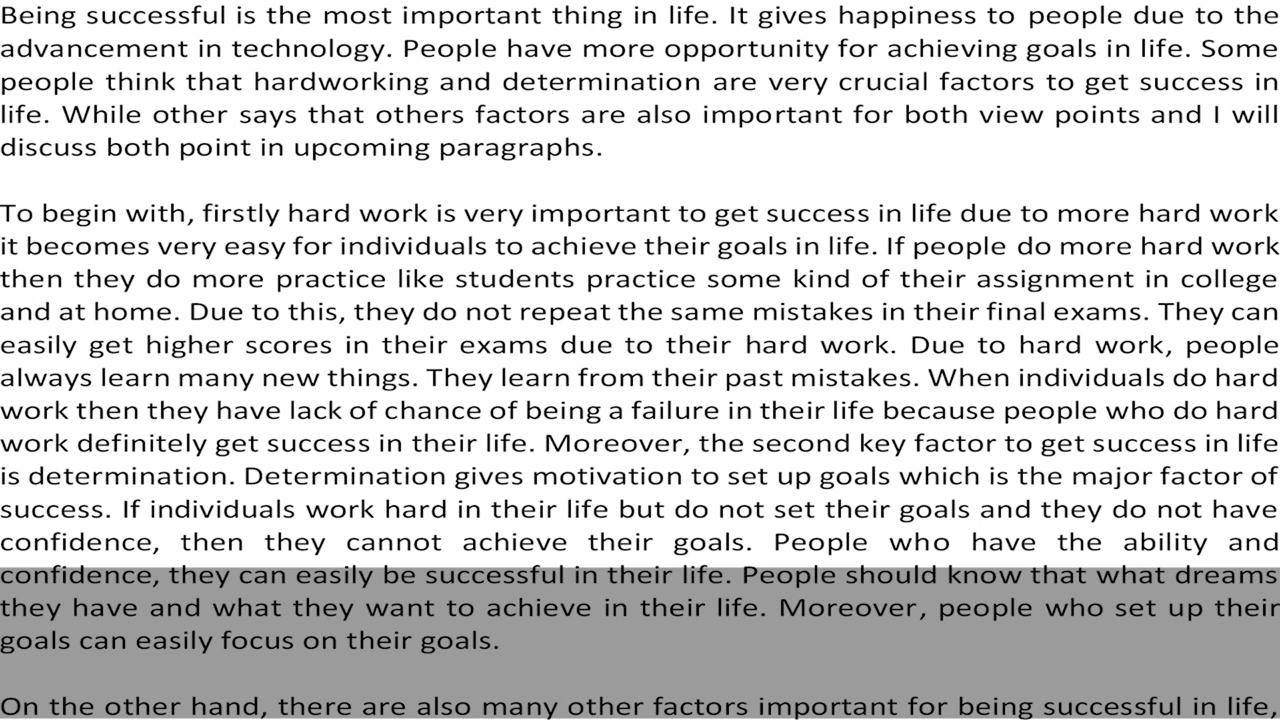 Being successful is the most important thing in life. It gives happiness to people due to the
advancement in technology. People have more opportunity for achieving goals in life. Some
people think that hardworking and determination are very crucial factors to get success in
life. While other says that others factors are also important for both view points and I will
discuss both point in upcoming paragraphs.

To begin with, firstly hard work is very important to get success in life due to more hard work
it becomes very easy for individuals to achieve their goals in life. If people do more hard work
then they do more practice like students practice some kind of their assignment in college
and at home. Due to this, they do not repeat the same mistakes in their final exams. They can
easily get higher scores in their exams due to their hard work. Due to hard work, people
always learn many new things. They learn from their past mistakes. When individuals do hard
work then they have lack of chance of being a failure in their life because people who do hard
work definitely get success in their life. Moreover, the second key factor to get success in life
is determination. Determination gives motivation to set up goals which is the major factor of
success. If individuals work hard in their life but do not set their goals and they do not have
confidence, then they cannot achieve their goals. People who have the ability and
confidence, they can easily be successful in their life. People should know that what dreams
they have and what they want to achieve in their life. Moreover, people who set up their
goals can easily focus on their goals.

On the other hand, there are also many other factors important for being successful in life,